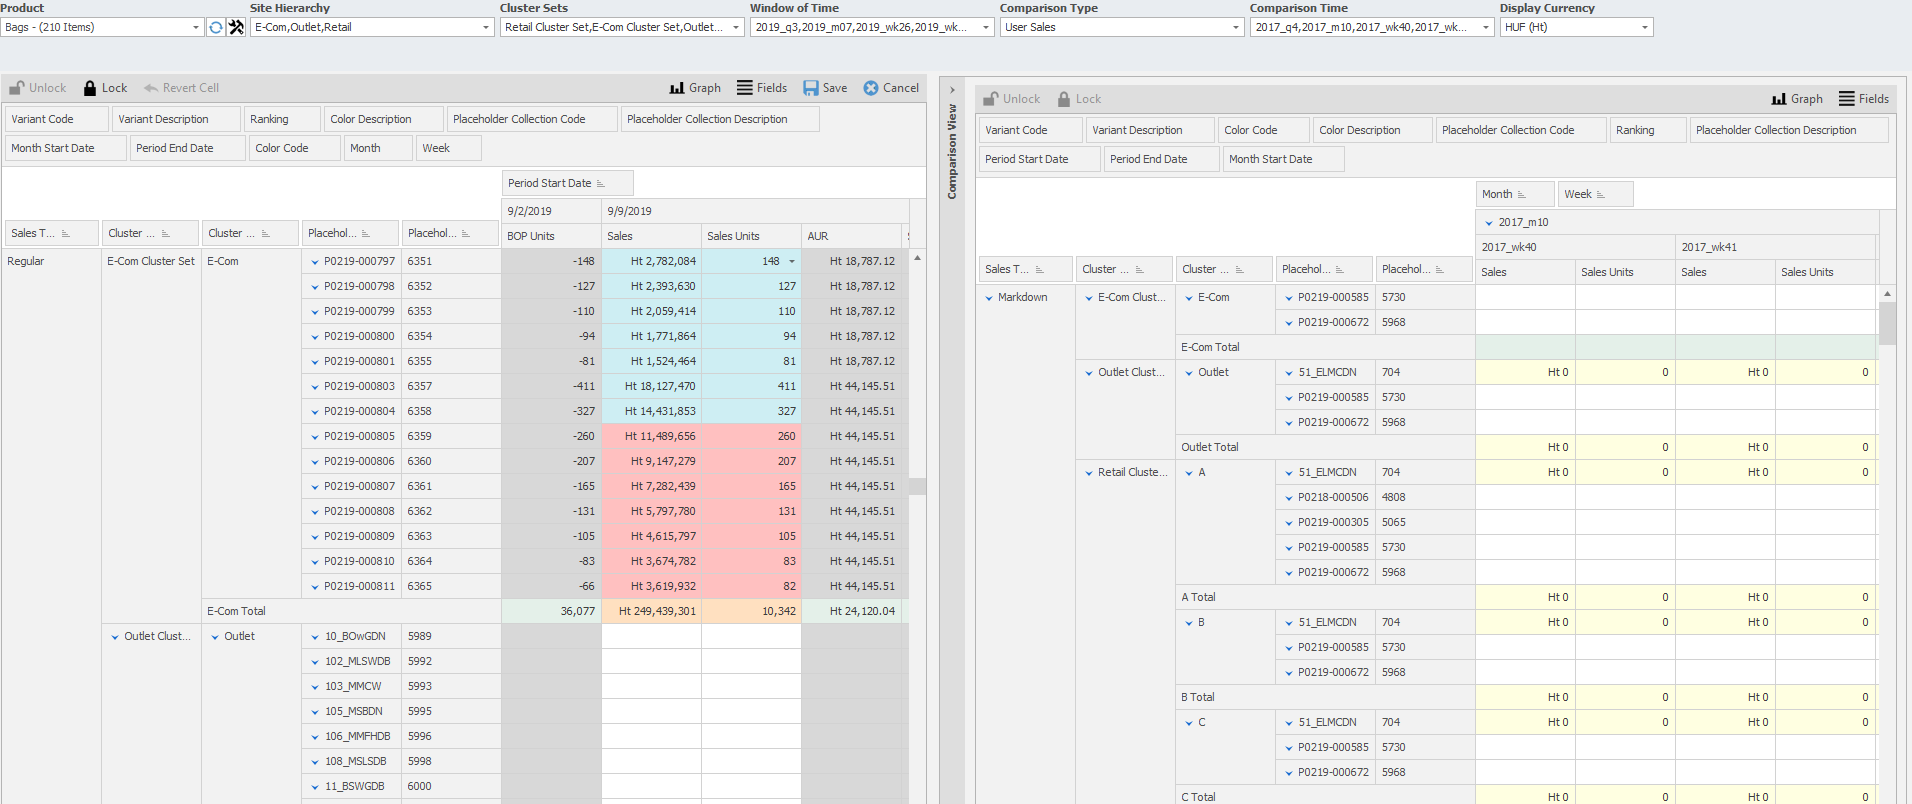 Product Site Hierarchy Cluster Sets Window of Time Comparison Type Comparison Time Display Currency
Bags - (210 Items) E-Com,Outlet,Retail Retail Cluster Set,E-Com Cluster Set,Outlet... 2019_q3,2019_m07,2019_wk26,2019_wk... User Sales 2017_q4,2017_m10,2017_wk40,2017_wk... HUF (Ht)
Unlock Lock Revert Cell Graph Fields Save Cancel
Variant Code Variant Description Ranking Color Description Placeholder Collection Code Placeholder Collection Description
Month Start Date Period End Date Color Code Month Week
Period Start Date
9/2/2019 9/9/2019
Sales T... Cluster ... Cluster ... Placehol... Placehol... BOP Units Sales Sales Units AUR
Regular E-Com Cluster Set E-Com P0219-000797 6351 -148 Ht 2,782,084 148 Ht 18,787.12
P0219-000798 6352 -127 Ht 2,393,630 127 Ht 18,787.12
P0219-000799 6353 -110 Ht 2,059,414 110 Ht 18,787.12
P0219-000800 6354 -94 Ht 1,771,864 94 Ht 18,787.12
P0219-000801 6355 -81 Ht 1,524,464 81 Ht 18,787.12
P0219-000803 6357 -411 Ht 18,127,470 411 Ht 44,145.51
P0219-000804 6358 -327 Ht 14,431,853 327 Ht 44,145.51
P0219-000805 6359 -260 Ht 11,489,656 260 Ht 44,145.51
P0219-000806 6360 -207 Ht 9,147,279 207 Ht 44,145.51
P0219-000807 6361 -165 Ht 7,282,439 165 Ht 44,145.51
P0219-000808 6362 -131 Ht 5,797,780 131 Ht 44,145.51
P0219-000809 6363 -105 Ht 4,615,797 105 Ht 44,145.51
P0219-000810 6364 -83 Ht 3,674,782 83 Ht 44,145.51
P0219-000811 6365 -66 Ht 3,619,932 82 Ht 44,145.51
E-Com Total 36,077 Ht 249,439,301 10,342 Ht 24,120.04
Outlet Clust... Outlet 10_BOwGDN 5989
102_MLSWDB 5992
103_MMCW 5993
105_MSBDN 5995
106_MMFHDB 5996
108_MSLSDB 5998
11_BSWGDB 6000
Comparison View
Unlock Lock Graph Fields
Variant Code Variant Description Color Code Color Description Placeholder Collection Code Ranking Placeholder Collection Description
Period Start Date Period End Date Month Start Date
Month Week
2017_m10
2017_wk40 2017_wk41
Sales T... Cluster ... Cluster ... Placehol... Placehol... Sales Sales Units Sales Sales Units
Markdown E-Com Clust... E-Com P0219-000585 5730
P0219-000672 5968
E-Com Total
Outlet Clust... Outlet 51_ELMCDN 704 Ht 0 0 Ht 0 0
P0219-000585 5730
P0219-000672 5968
Outlet Total Ht 0 0 Ht 0 0
Retail Cluste... A 51_ELMCDN 704 Ht 0 0 Ht 0 0
P0218-000506 4808
P0219-000305 5065
P0219-000585 5730
P0219-000672 5968
A Total Ht 0 0 Ht 0 0
B 51_ELMCDN 704 Ht 0 0 Ht 0 0
P0219-000585 5730
P0219-000672 5968
B Total Ht 0 0 Ht 0 0
C 51_ELMCDN 704 Ht 0 0 Ht 0 0
P0219-000585 5730
P0219-000672 5968
C Total Ht 0 0 Ht 0 0